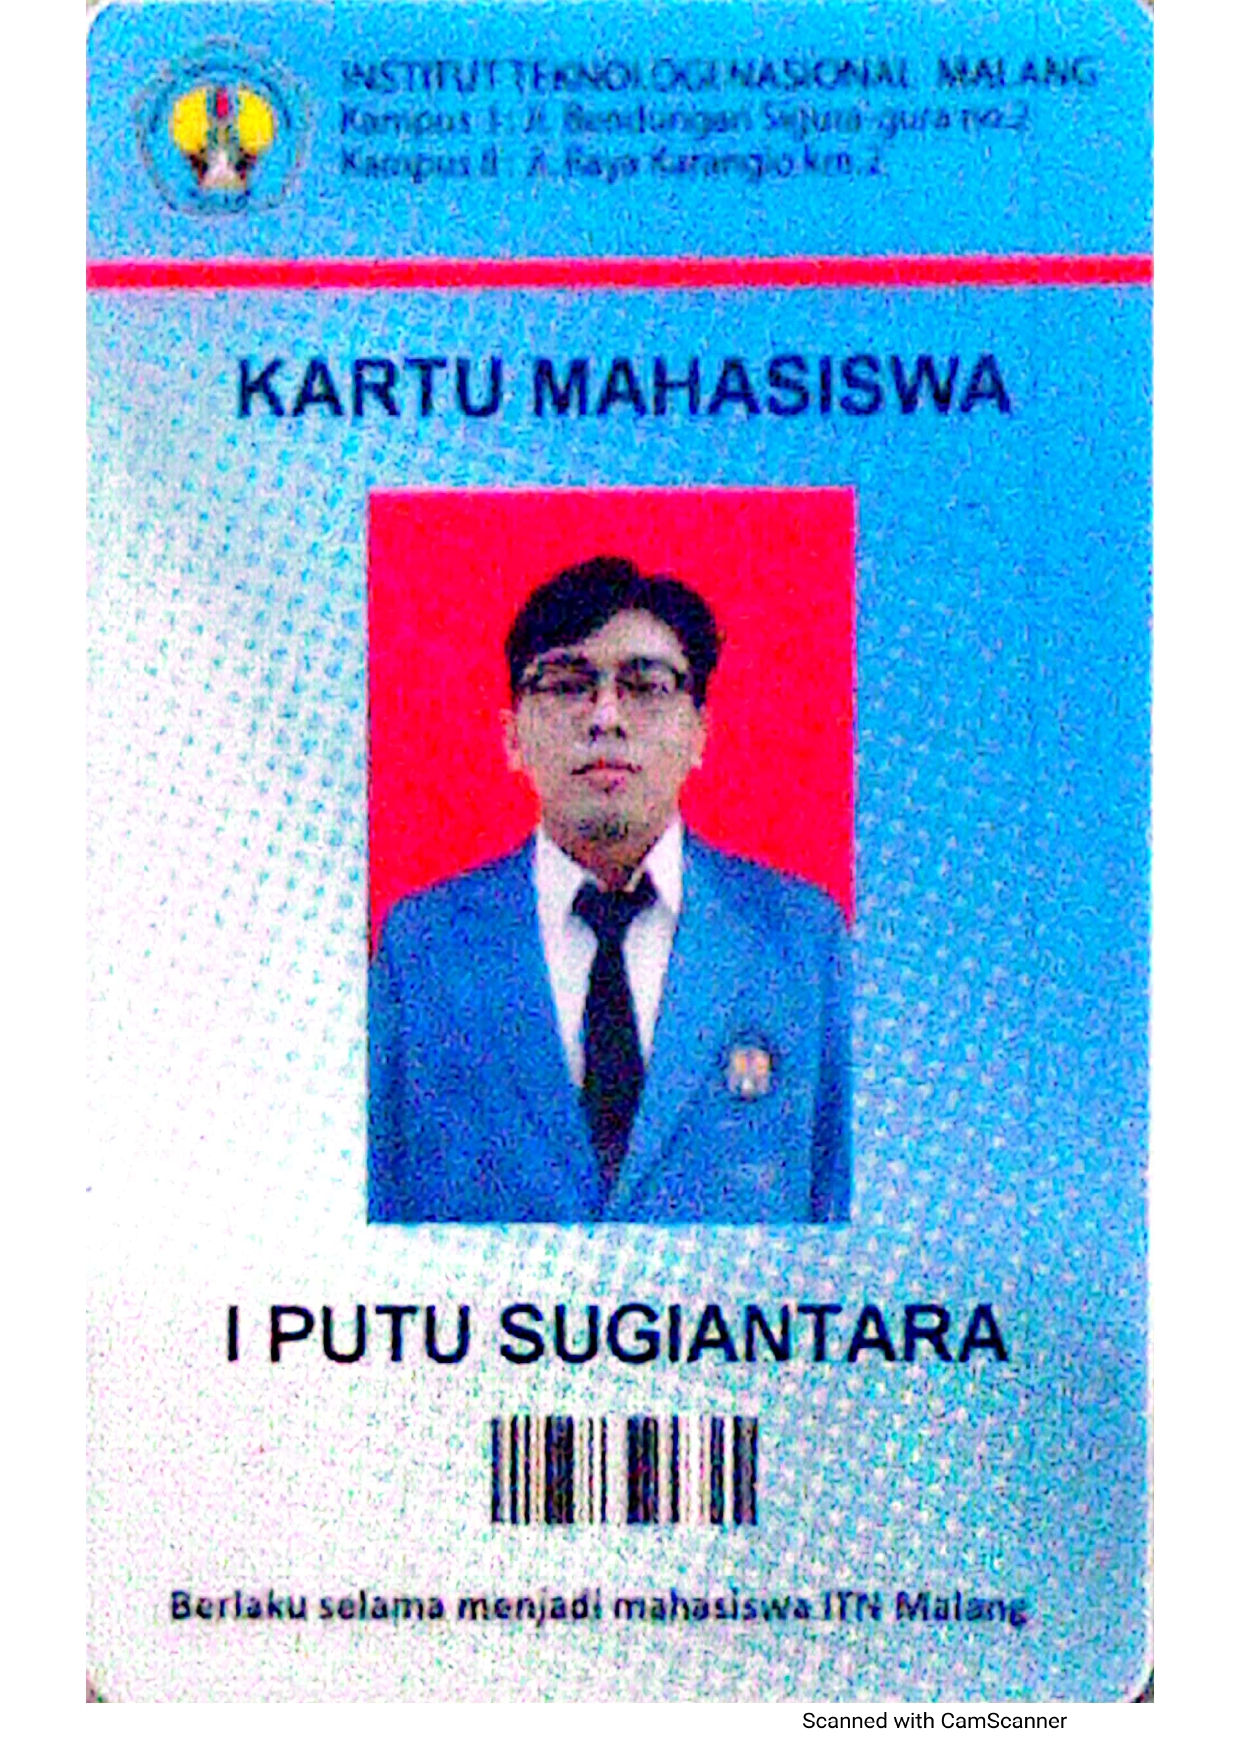 INSTITUT TEKNOLOGI NASIONAL MALANG
Kampus I : Jl. Bendungan Sigura-gura no.2
Kampus II : Jl. Raya Karanglo km.2
KARTU MAHASISWA
I PUTU SUGIANTARA
Berlaku selama menjadi mahasiswa ITN Malang
Scanned with CamScanner